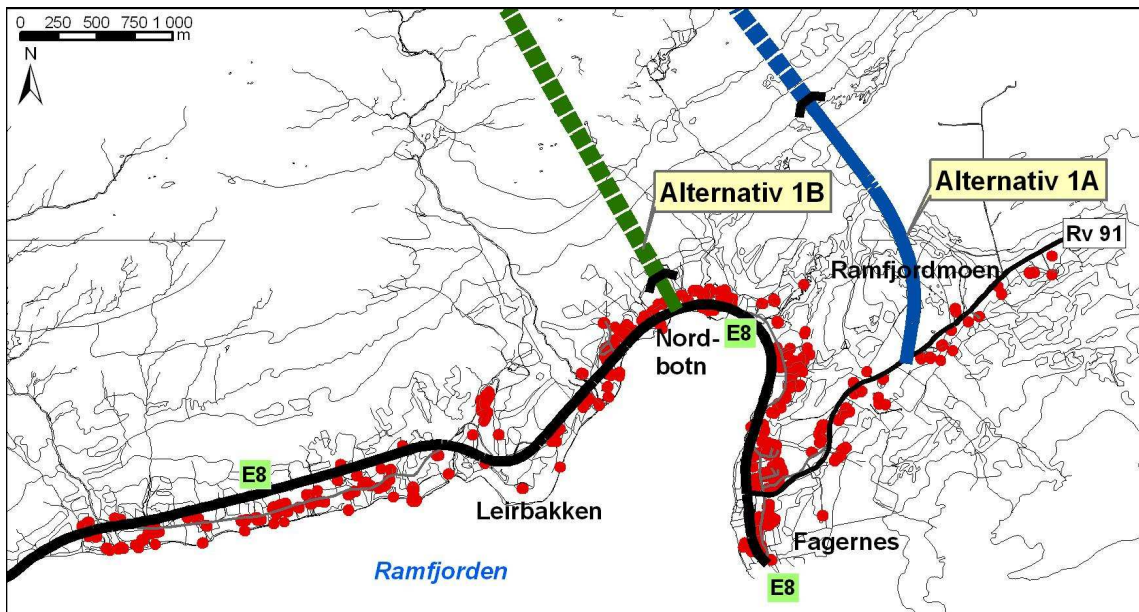 0 250 500 750 1 000
m
N
Alternativ 1B
Alternativ 1A
Rv 91
Ramfjordmoen
E8
Nord-
botn
E8
Leirbakken
Fagernes
Ramfjorden
E8